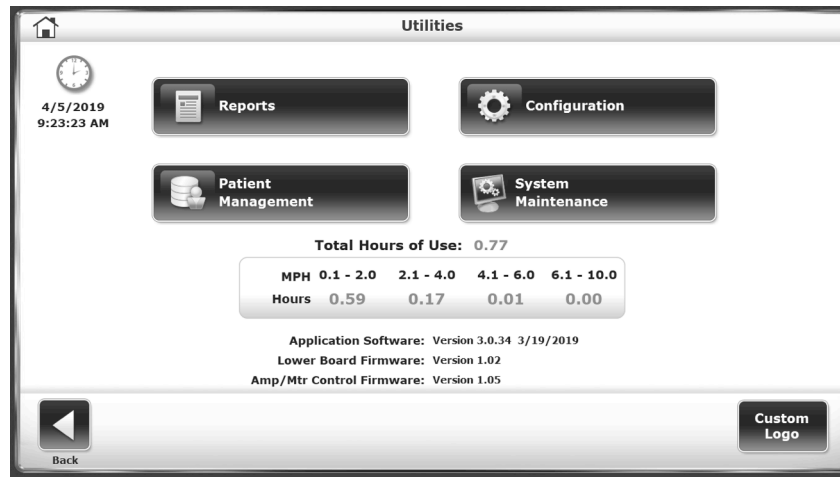 Utilities
4/5/2019
9:23:23 AM
Reports
Configuration
Patient
Management
System
Maintenance
Total Hours of Use: 0.77
MPH 0.1 - 2.0 2.1 - 4.0 4.1 - 6.0 6.1 - 10.0
Hours 0.59 0.17 0.01 0.00
Application Software: Version 3.0.34 3/19/2019
Lower Board Firmware: Version 1.02
Amp/Mtr Control Firmware: Version 1.05
Back
Custom
Logo